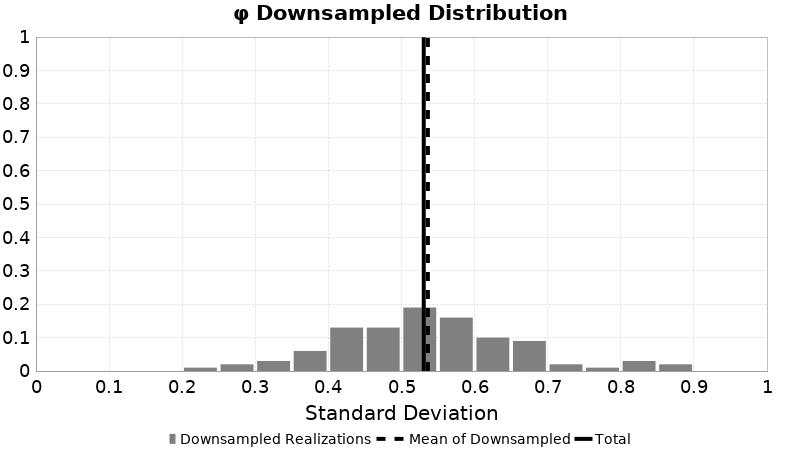 φ Downsampled Distribution
1
0.9
0.8
0.7
0.6
0.5
0.4
0.3
0.2
0.1
0
0 0.1 0.2 0.3 0.4 0.5 0.6 0.7 0.8 0.9 1
Standard Deviation
Downsampled Realizations Mean of Downsampled Total